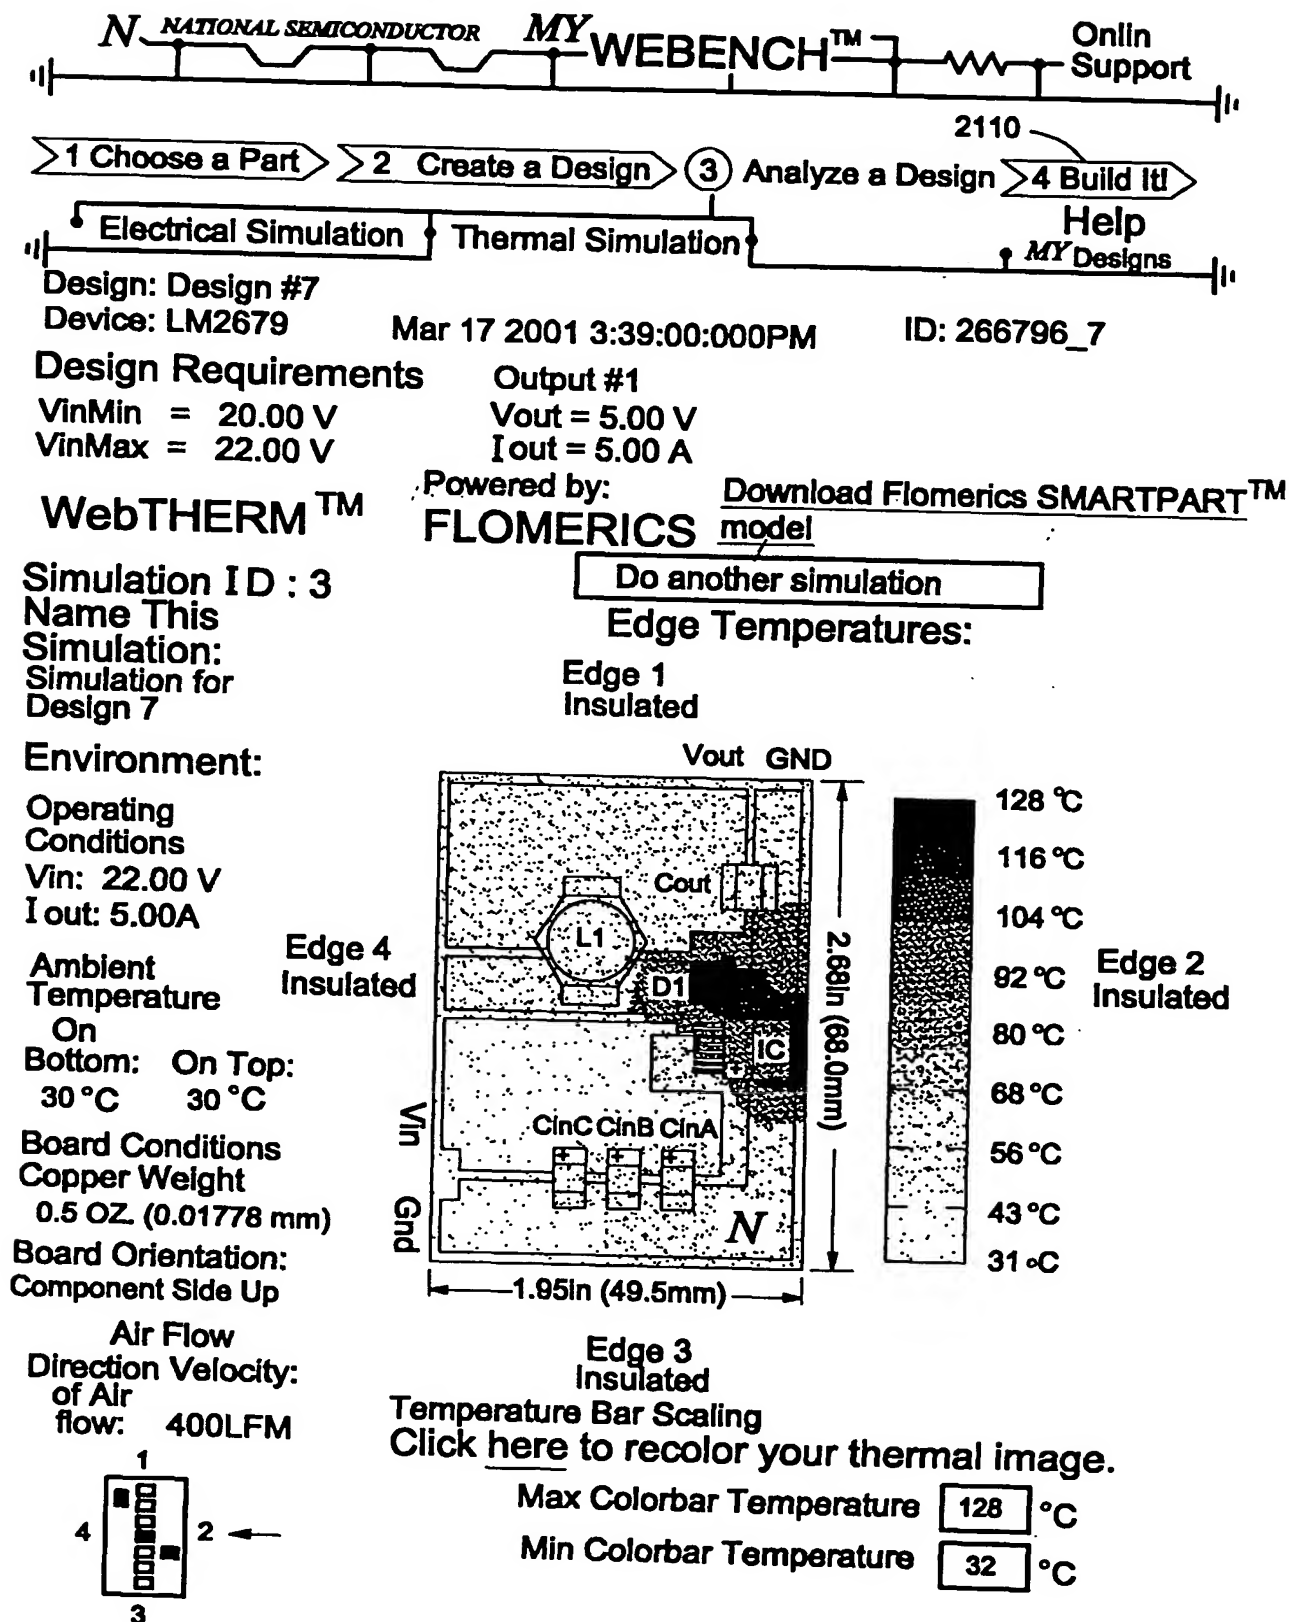 N NATIONAL SEMICONDUCTOR MY WEBENCH™ Onlin
Support
2110
1 Choose a Part 2 Create a Design 3 Analyze a Design 4 Build It!
Help
Electrical Simulation Thermal Simulation MY Designs
Design: Design #7
Device: LM2679 Mar 17 2001 3:39:00:000PM ID: 266796_7
Design Requirements Output #1
VinMin = 20.00 V Vout = 5.00 V
VinMax = 22.00 V Iout = 5.00 A
WebTHERM™
Powered by:
FLOMERICS
Download Flomerics SMARTPART™
model
Do another simulation
Simulation ID : 3
Name This
Simulation:
Simulation for
Design 7
Edge Temperatures:
Edge 1
Insulated
Environment:
Operating
Conditions
Vin: 22.00 V
Iout: 5.00A
Ambient
Temperature
On
Bottom: On Top:
30 °C 30 °C
Board Conditions
Copper Weight
0.5 OZ. (0.01778 mm)
Board Orientation:
Component Side Up
Air Flow
Direction Velocity:
of Air
flow: 400LFM
1
4 2
3
Edge 4
Insulated
Vout GND
Cout
L1
D1
IC
+
CinC CinB CinA
+ + +
N
Vin
Gnd
2.68in (68.0mm)
1.95in (49.5mm)
128 °C
116 °C
104 °C
92 °C
80 °C
68 °C
56 °C
43 °C
31 °C
Edge 2
Insulated
Edge 3
Insulated
Temperature Bar Scaling
Click here to recolor your thermal image.
Max Colorbar Temperature 128 °C
Min Colorbar Temperature 32 °C